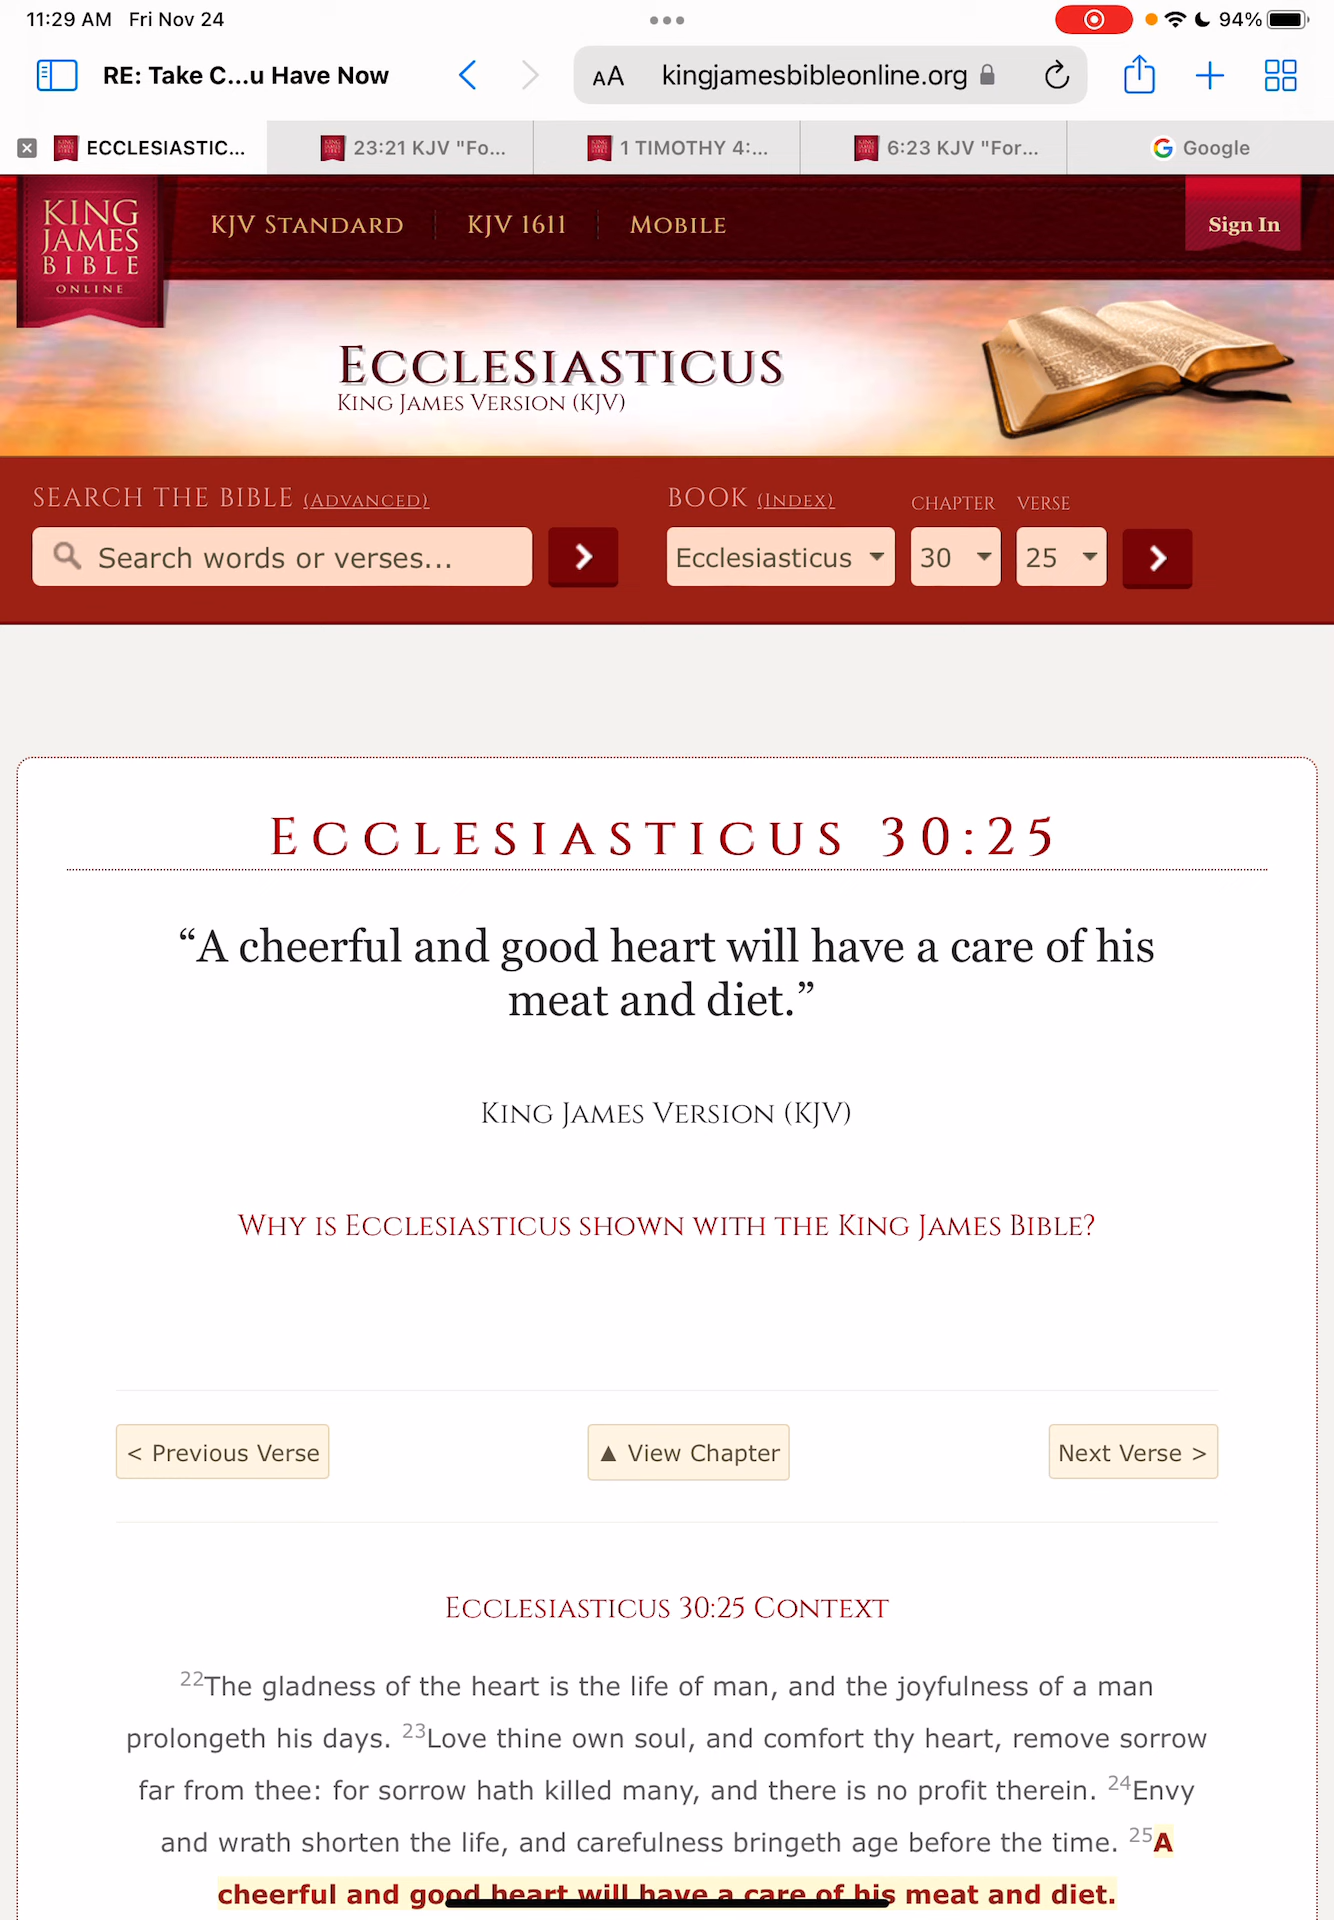 11:29 AM Fri Nov 24
94%
RE: Take C...u Have Now
AA kingjamesbibleonline.org
ECCLESIASTIC...
23:21 KJV "Fo...
1 TIMOTHY 4:...
6:23 KJV "For...
Google
KING
JAMES
BIBLE
ONLINE
KJV STANDARD
KJV 1611
MOBILE
Sign In
ECCLESIASTICUS
KING JAMES VERSION (KJV)
SEARCH THE BIBLE (ADVANCED)
BOOK (INDEX)
CHAPTER
VERSE
Search words or verses...
Ecclesiasticus
30
25
ECCLESIASTICUS 30:25
“A cheerful and good heart will have a care of his
meat and diet.”
KING JAMES VERSION (KJV)
WHY IS ECCLESIASTICUS SHOWN WITH THE KING JAMES BIBLE?
< Previous Verse
▲ View Chapter
Next Verse >
ECCLESIASTICUS 30:25 CONTEXT
22The gladness of the heart is the life of man, and the joyfulness of a man
prolongeth his days. 23Love thine own soul, and comfort thy heart, remove sorrow
far from thee: for sorrow hath killed many, and there is no profit therein. 24Envy
and wrath shorten the life, and carefulness bringeth age before the time. 25A
cheerful and good heart will have a care of his meat and diet.